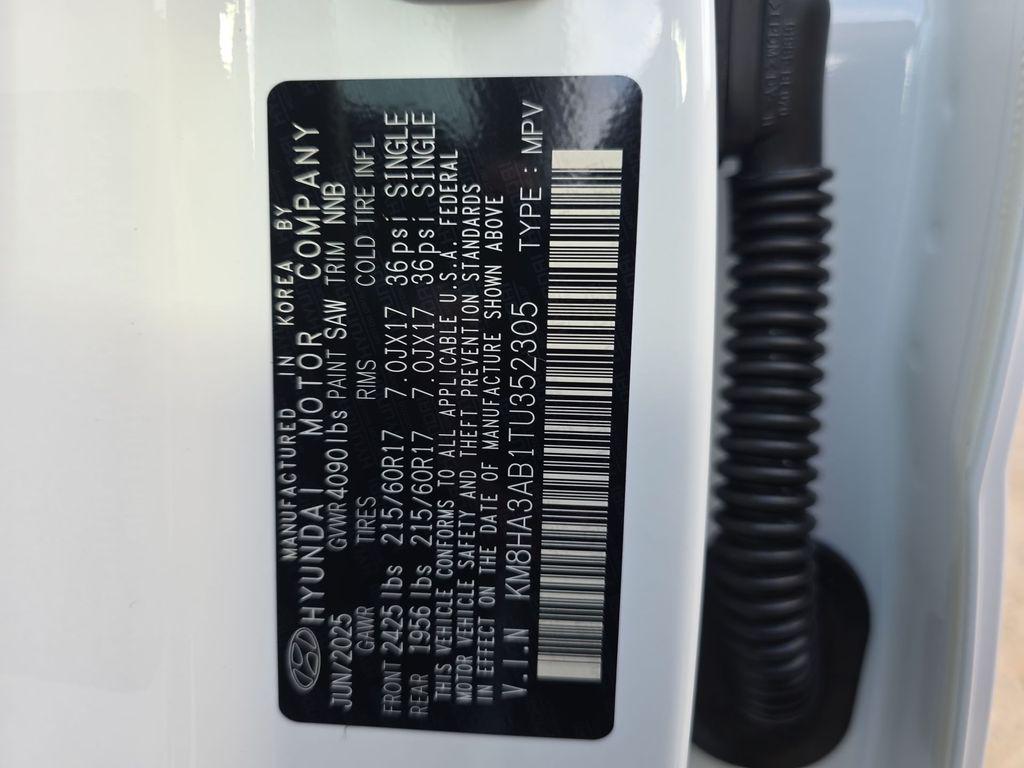 MANUFACTURED IN KOREA BY
HYUNDAI MOTOR COMPANY
JUN/2025 GVWR 4090lbs PAINT SAW TRIM NNB
GAWR TIRES RIMS COLD TIRE INFL
FRONT 2425 lbs 215/60R17 7.0JX17 36psi SINGLE
REAR 1956 lbs 215/60R17 7.0JX17 36psi SINGLE
THIS VEHICLE CONFORMS TO ALL APPLICABLE U.S.A. FEDERAL
MOTOR VEHICLE SAFETY AND THEFT PREVENTION STANDARDS
IN EFFECT ON THE DATE OF MANUFACTURE SHOWN ABOVE
V.I.N KM8HA3AB1TU352305 TYPE : MPV